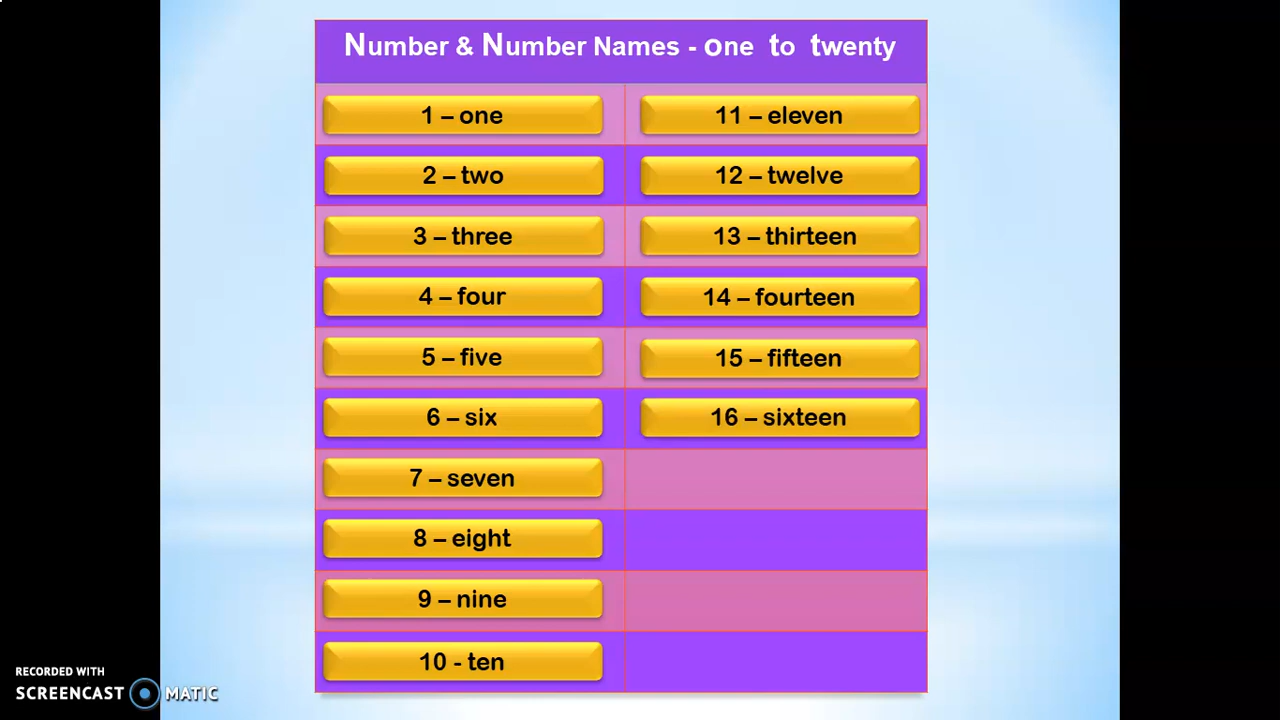 Number & Number Names - one to twenty
1 – one
2 – two
3 – three
4 – four
5 – five
6 – six
7 – seven
8 – eight
9 – nine
10 - ten
11 – eleven
12 – twelve
13 – thirteen
14 – fourteen
15 – fifteen
16 – sixteen
RECORDED WITH
SCREENCAST MATIC